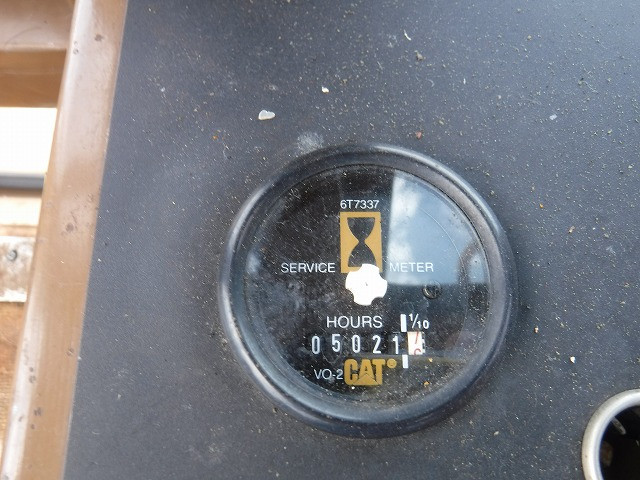 6T7337
SERVICE METER
HOURS 1/10
05021
VO-2 CAT